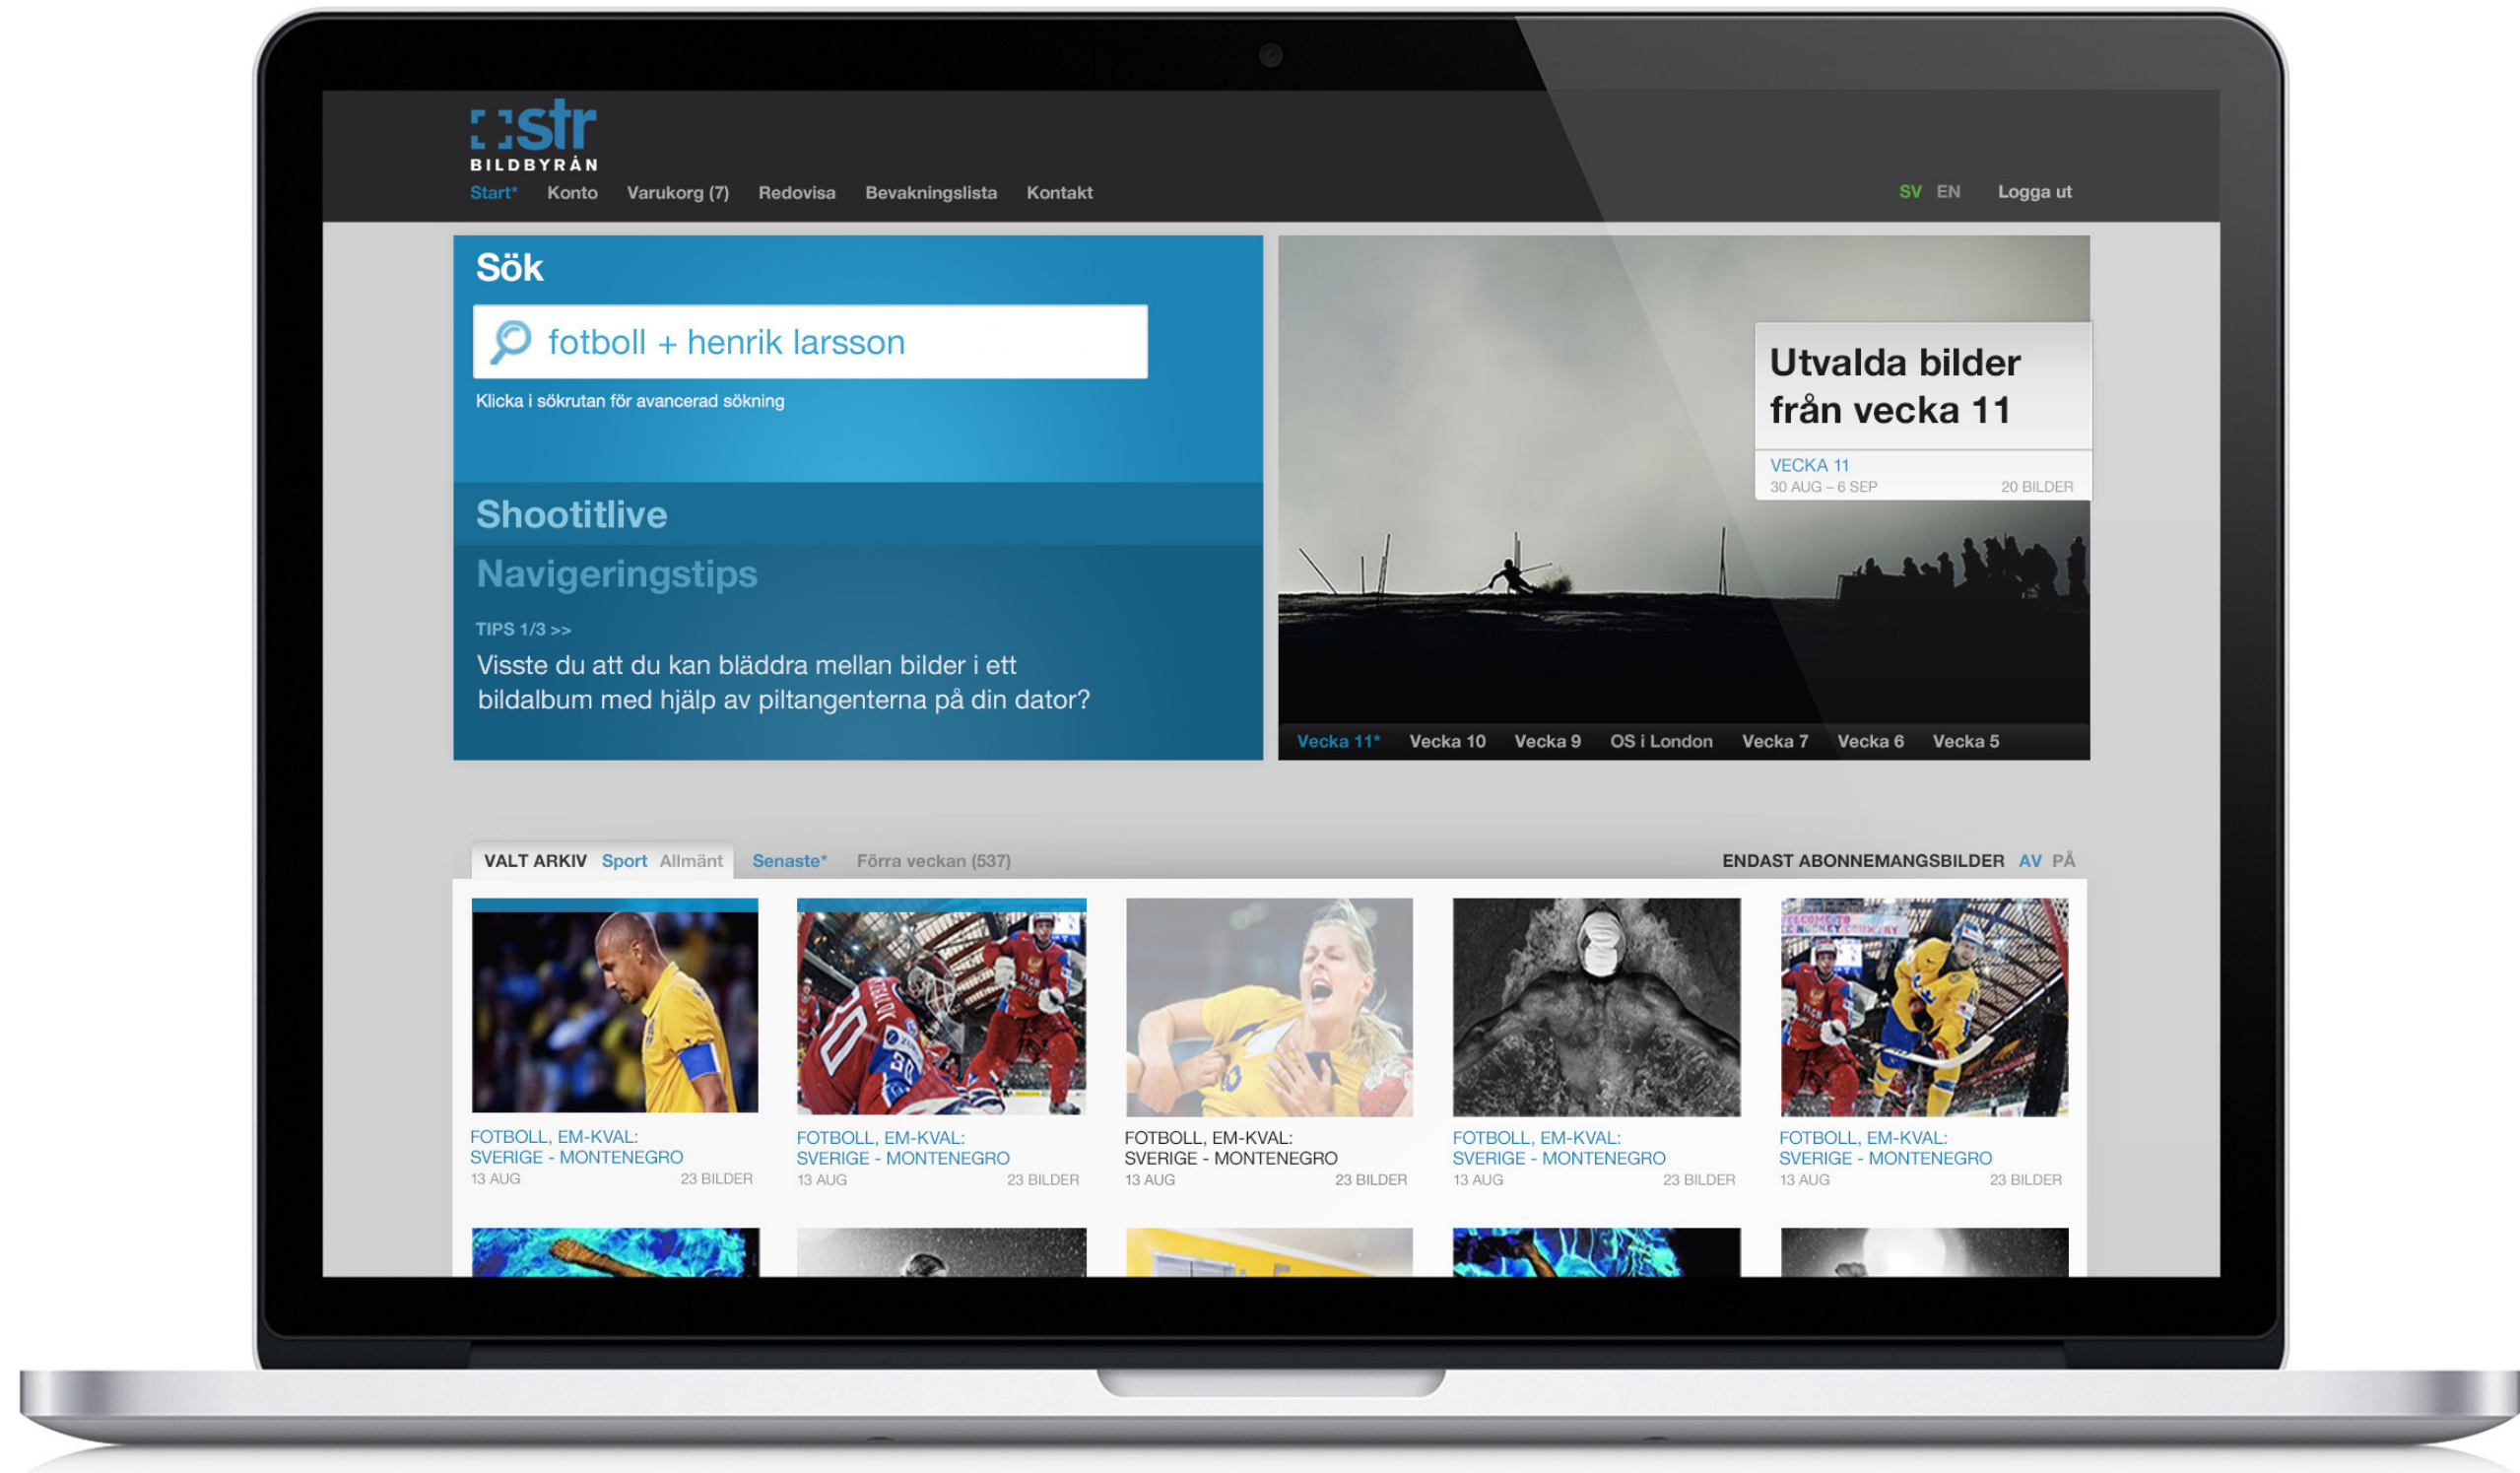 str
BILDBYRÅN
Start* Konto Varukorg (7) Redovisa Bevakningslista Kontakt
SV EN Logga ut
Sök
fotboll + henrik larsson
Klicka i sökrutan för avancerad sökning
Shootitlive
Navigeringstips
TIPS 1/3 >>
Visste du att du kan bläddra mellan bilder i ett
bildalbum med hjälp av piltangenterna på din dator?
Utvalda bilder
från vecka 11
VECKA 11
30 AUG – 6 SEP 20 BILDER
Vecka 11* Vecka 10 Vecka 9 OS i London Vecka 7 Vecka 6 Vecka 5
VALT ARKIV Sport Allmänt Senaste* Förra veckan (537)
ENDAST ABONNEMANGSBILDER AV PÅ
30
WELCOME TO
HOCKEY COUNTRY
FOTBOLL, EM-KVAL:
SVERIGE - MONTENEGRO
13 AUG 23 BILDER
FOTBOLL, EM-KVAL:
SVERIGE - MONTENEGRO
13 AUG 23 BILDER
FOTBOLL, EM-KVAL:
SVERIGE - MONTENEGRO
13 AUG 23 BILDER
FOTBOLL, EM-KVAL:
SVERIGE - MONTENEGRO
13 AUG 23 BILDER
FOTBOLL, EM-KVAL:
SVERIGE - MONTENEGRO
13 AUG 23 BILDER